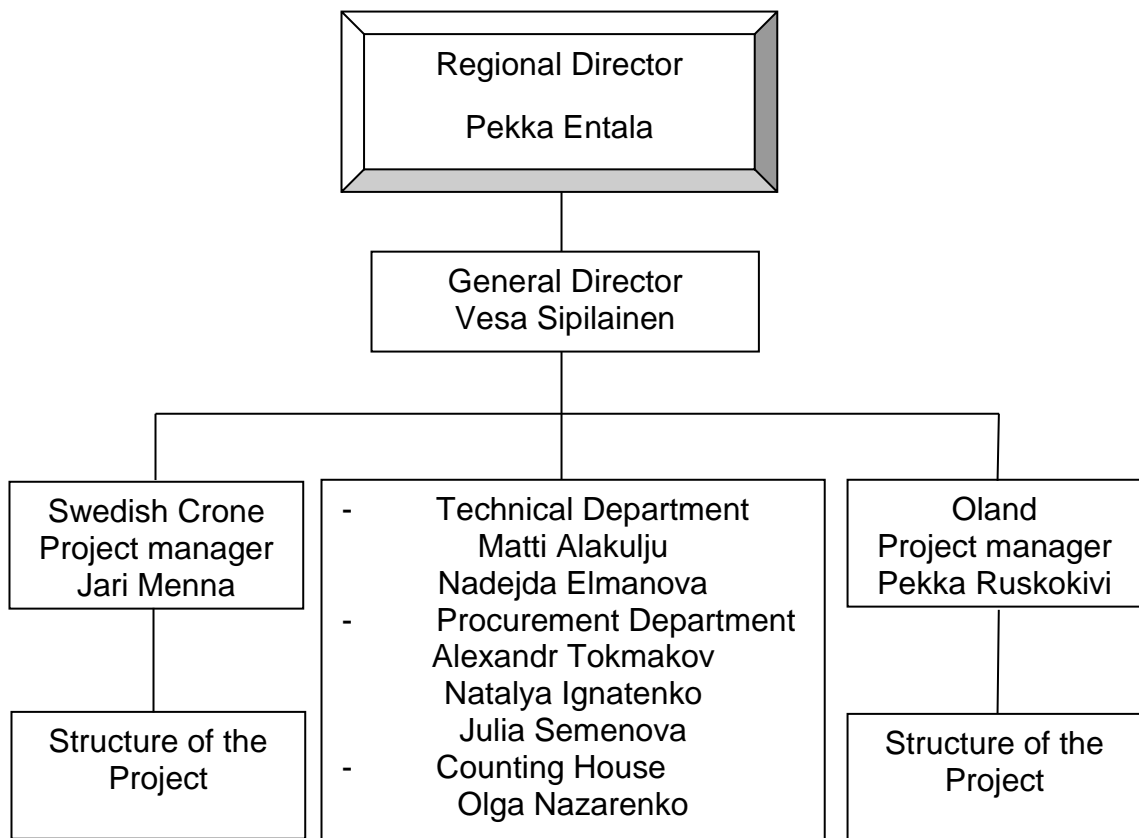 Regional Director
Pekka Entala
General Director
Vesa Sipilainen
Swedish Crone
Project manager
Jari Menna
- Technical Department
Matti Alakulju
Nadejda Elmanova
- Procurement Department
Alexandr Tokmakov
Natalya Ignatenko
Julia Semenova
- Counting House
Olga Nazarenko
Oland
Project manager
Pekka Ruskokivi
Structure of the
Project
Structure of the
Project